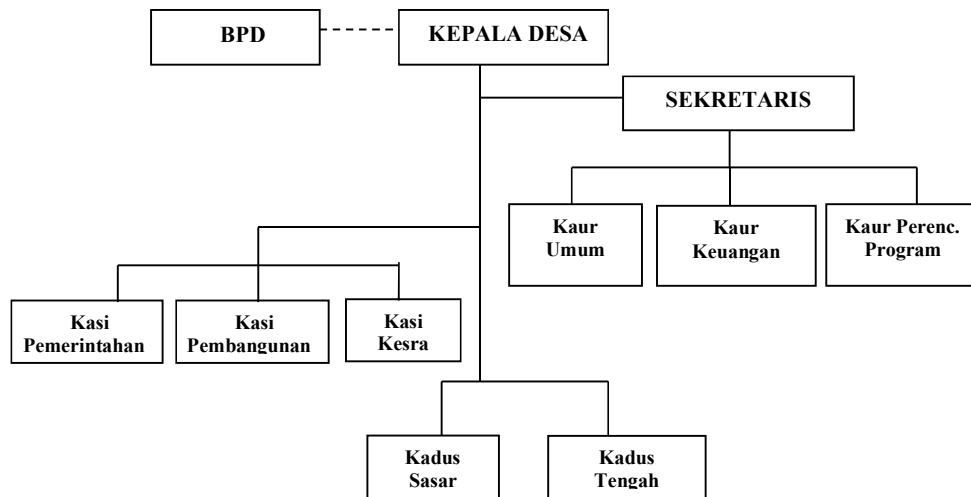 BPD
KEPALA DESA
SEKRETARIS
Kaur
Umum
Kaur
Keuangan
Kaur Perenc.
Program
Kasi
Pemerintahan
Kasi
Pembangunan
Kasi
Kesra
Kadus
Sasar
Kadus
Tengah